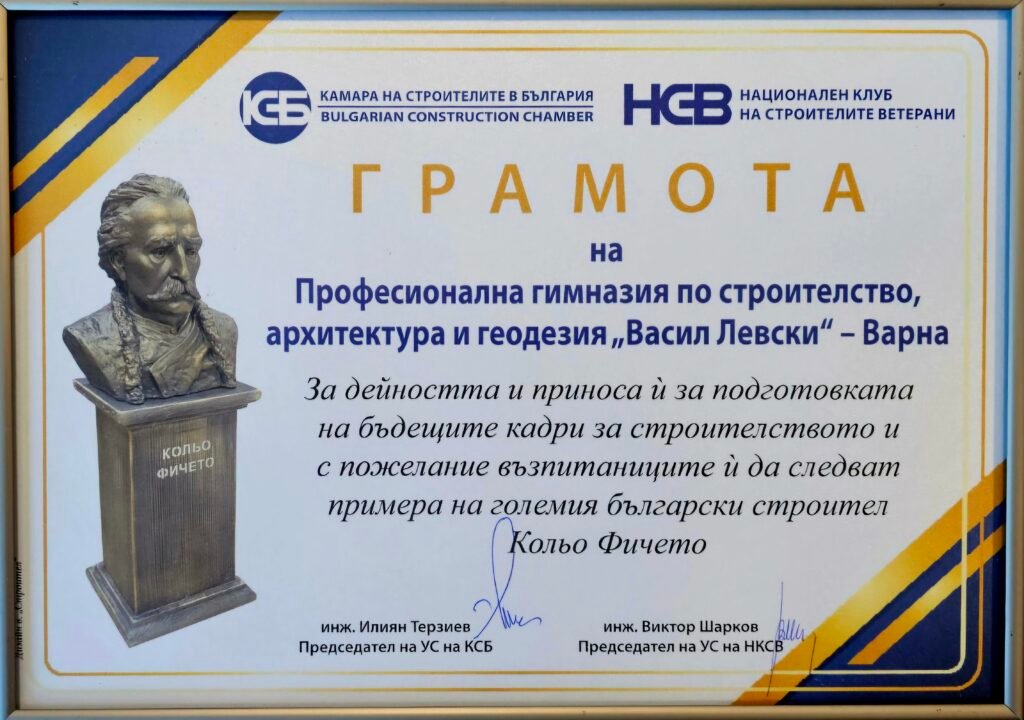 КСБ
КАМАРА НА СТРОИТЕЛИТЕ В БЪЛГАРИЯ
BULGARIAN CONSTRUCTION CHAMBER
НСВ
НАЦИОНАЛЕН КЛУБ
НА СТРОИТЕЛИТЕ ВЕТЕРАНИ
ГРАМОТА
на
Професионална гимназия по строителство,
архитектура и геодезия „Васил Левски“ – Варна
За дейността и приноса ѝ за подготовката
на бъдещите кадри за строителството и
с пожелание възпитаниците ѝ да следват
примера на големия български строител
Кольо Фичето
КОЛЬО
ФИЧЕТО
инж. Илиян Терзиев
Председател на УС на КСБ
инж. Виктор Шарков
Председател на УС на НКСВ
Дизайн в. „Строител“